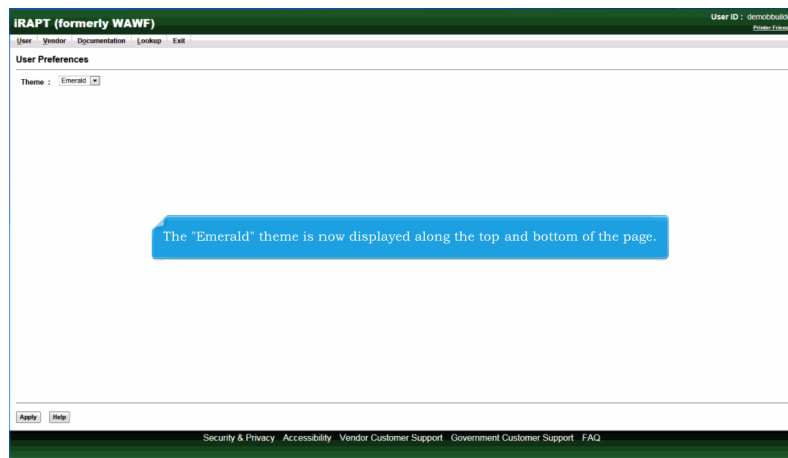 iRAPT (formerly WAWF)
User ID :
Printer
User Vendor Documentation Lookup Exit
User Preferences
Theme : Emerald
The "Emerald" theme is now displayed along the top and bottom of the page.
Apply Help
Security & Privacy Accessibility Vendor Customer Support Government Customer Support FAQ